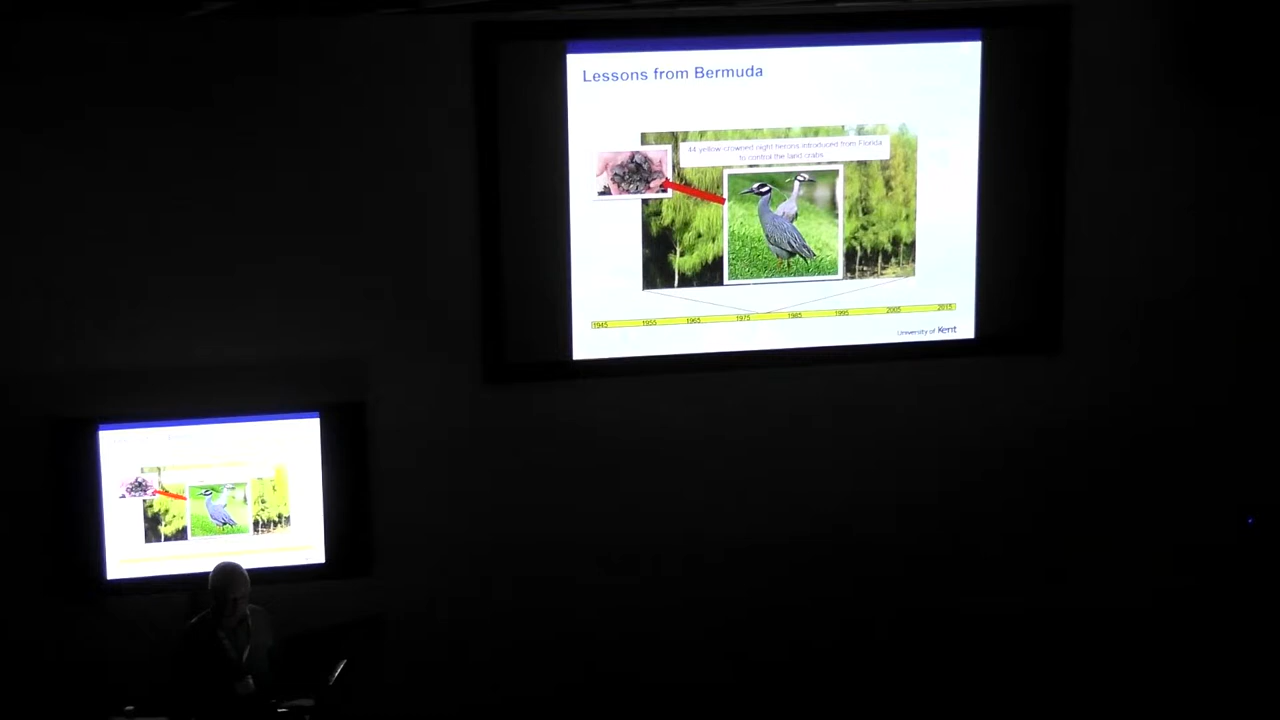 Lessons from Bermuda
44 yellow-crowned night herons introduced from Florida
to control the land crabs
1945 1955 1965 1975 1985 1995 2005 2015
University of Kent